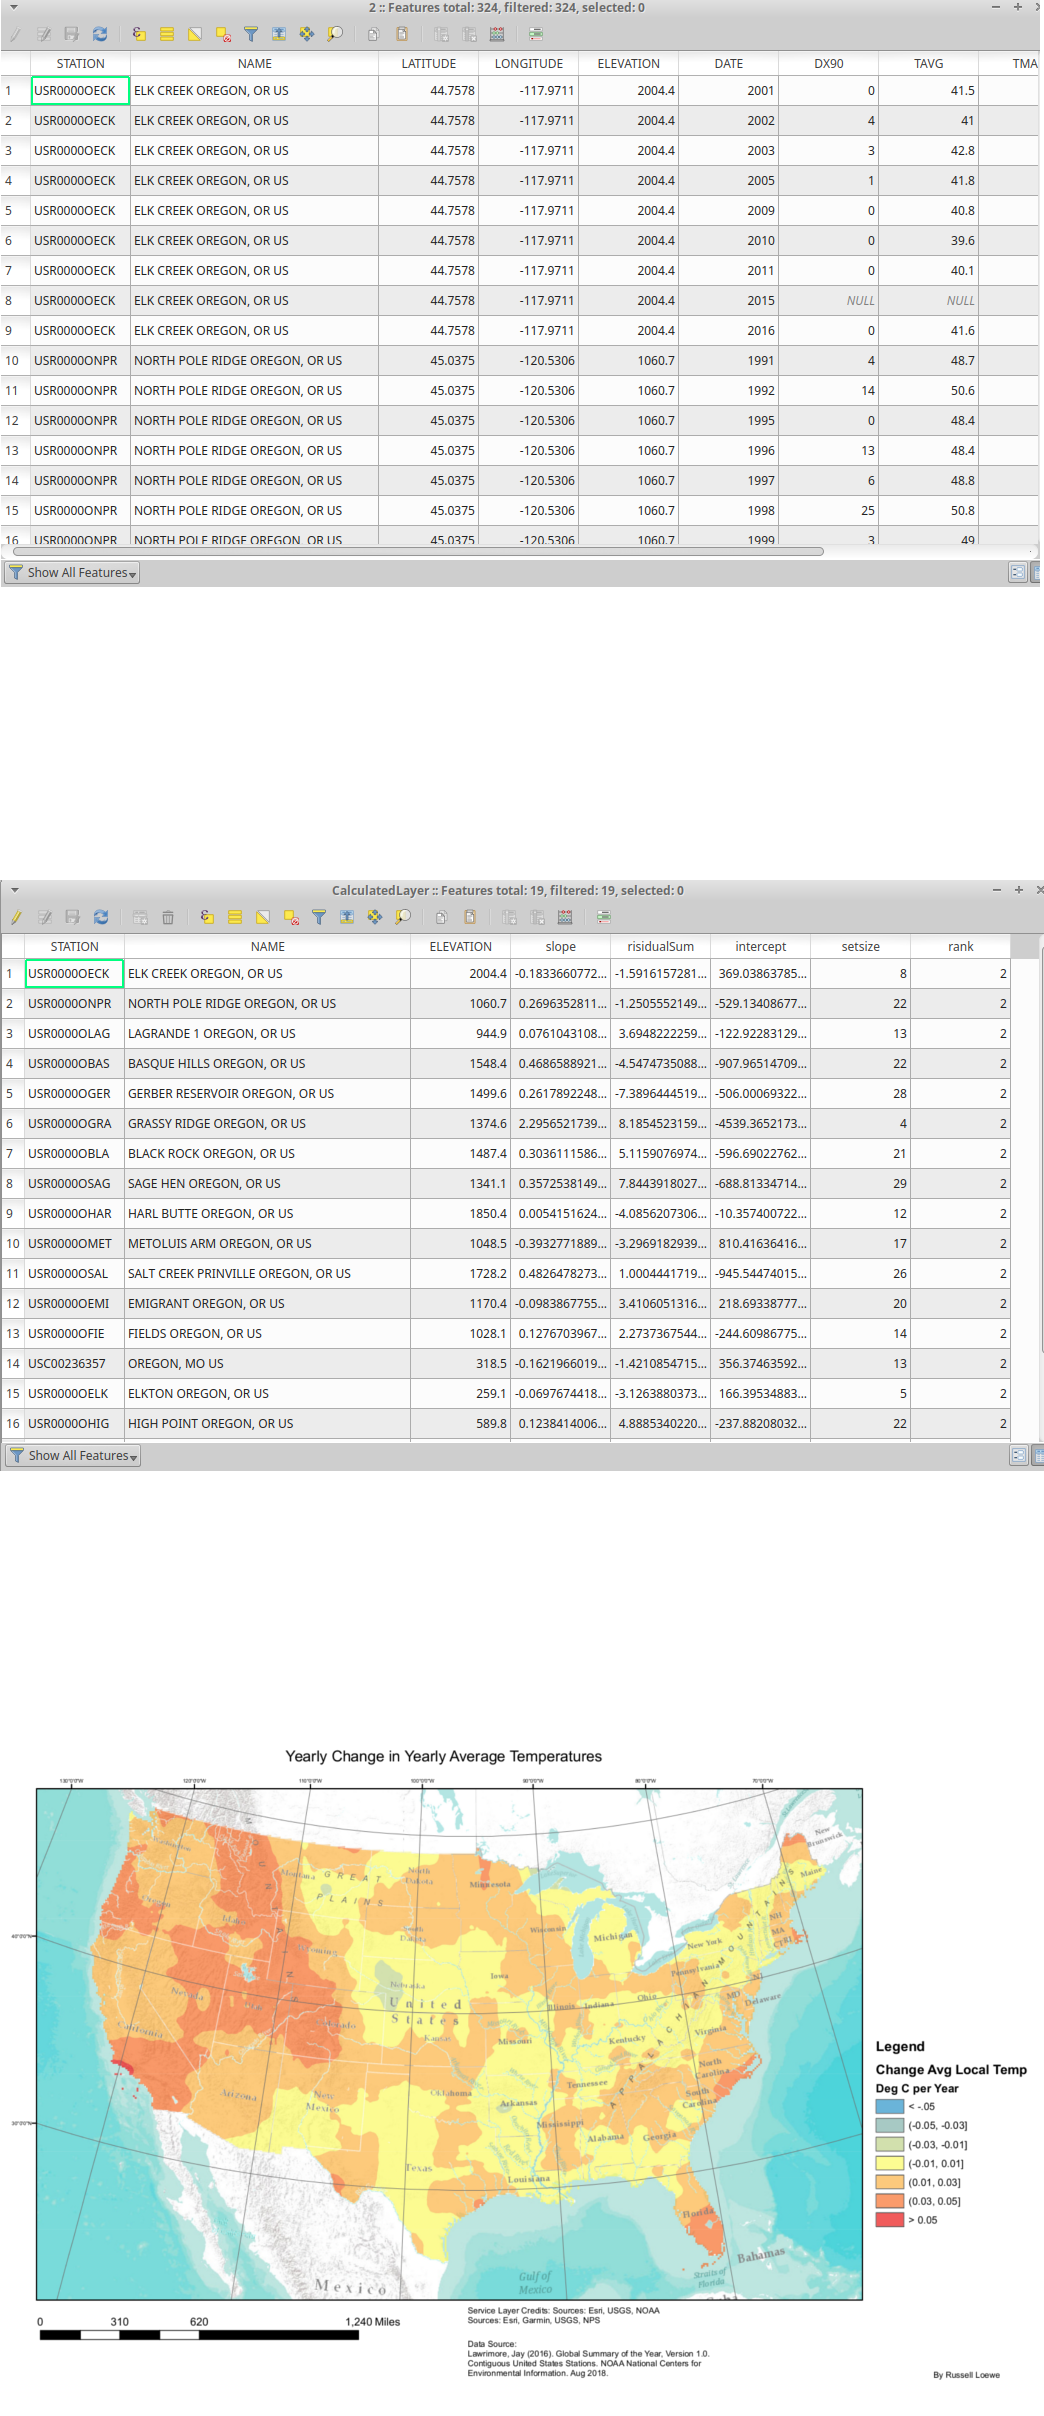 2 :: Features total: 324, filtered: 324, selected: 0
STATION NAME LATITUDE LONGITUDE ELEVATION DATE DX90 TAVG TMA
1 USR0000OECK ELK CREEK OREGON, OR US 44.7578 -117.9711 2004.4 2001 0 41.5
2 USR0000OECK ELK CREEK OREGON, OR US 44.7578 -117.9711 2004.4 2002 4 41
3 USR0000OECK ELK CREEK OREGON, OR US 44.7578 -117.9711 2004.4 2003 3 42.8
4 USR0000OECK ELK CREEK OREGON, OR US 44.7578 -117.9711 2004.4 2005 1 41.8
5 USR0000OECK ELK CREEK OREGON, OR US 44.7578 -117.9711 2004.4 2009 0 40.8
6 USR0000OECK ELK CREEK OREGON, OR US 44.7578 -117.9711 2004.4 2010 0 39.6
7 USR0000OECK ELK CREEK OREGON, OR US 44.7578 -117.9711 2004.4 2011 0 40.1
8 USR0000OECK ELK CREEK OREGON, OR US 44.7578 -117.9711 2004.4 2015 NULL NULL
9 USR0000OECK ELK CREEK OREGON, OR US 44.7578 -117.9711 2004.4 2016 0 41.6
10 USR0000ONPR NORTH POLE RIDGE OREGON, OR US 45.0375 -120.5306 1060.7 1991 4 48.7
11 USR0000ONPR NORTH POLE RIDGE OREGON, OR US 45.0375 -120.5306 1060.7 1992 14 50.6
12 USR0000ONPR NORTH POLE RIDGE OREGON, OR US 45.0375 -120.5306 1060.7 1995 0 48.4
13 USR0000ONPR NORTH POLE RIDGE OREGON, OR US 45.0375 -120.5306 1060.7 1996 13 48.4
14 USR0000ONPR NORTH POLE RIDGE OREGON, OR US 45.0375 -120.5306 1060.7 1997 6 48.8
15 USR0000ONPR NORTH POLE RIDGE OREGON, OR US 45.0375 -120.5306 1060.7 1998 25 50.8
16 USR0000ONPR NORTH POLE RIDGE OREGON, OR US 45.0375 -120.5306 1060.7 1999 3 49
Show All Features
CalculatedLayer :: Features total: 19, filtered: 19, selected: 0
STATION NAME ELEVATION slope risidualSum intercept setsize rank
1 USR0000OECK ELK CREEK OREGON, OR US 2004.4 -0.1833660772... -1.5916157281... 369.03863785... 8 2
2 USR0000ONPR NORTH POLE RIDGE OREGON, OR US 1060.7 0.2696352811... -1.2505552149... -529.13408677... 22 2
3 USR0000OLAG LAGRANDE 1 OREGON, OR US 944.9 0.0761043108... 3.6948222259... -122.92283129... 13 2
4 USR0000OBAS BASQUE HILLS OREGON, OR US 1548.4 0.4686588921... -4.5474735088... -907.96514709... 22 2
5 USR0000OGER GERBER RESERVOIR OREGON, OR US 1499.6 0.2617892248... -7.3896444519... -506.00069322... 28 2
6 USR0000OGRA GRASSY RIDGE OREGON, OR US 1374.6 2.2956521739... 8.1854523159... -4539.3652173... 4 2
7 USR0000OBLA BLACK ROCK OREGON, OR US 1487.4 0.3036111586... 5.1159076974... -596.69022762... 21 2
8 USR0000OSAG SAGE HEN OREGON, OR US 1341.1 0.3572538149... 7.8443918027... -688.81334714... 29 2
9 USR0000OHAR HARL BUTTE OREGON, OR US 1850.4 0.0054151624... -4.0856207306... -10.357400722... 12 2
10 USR0000OMET METOLUIS ARM OREGON, OR US 1048.5 -0.3932771889... -3.2969182939... 810.41636416... 17 2
11 USR0000OSAL SALT CREEK PRINVILLE OREGON, OR US 1728.2 0.4826478273... 1.0004441719... -945.54474015... 26 2
12 USR0000OEMI EMIGRANT OREGON, OR US 1170.4 -0.0983867755... 3.4106051316... 218.69338777... 20 2
13 USR0000OFIE FIELDS OREGON, OR US 1028.1 0.1276703967... 2.2737367544... -244.60986775... 14 2
14 USC00236357 OREGON, MO US 318.5 -0.1621966019... -1.4210854715... 356.37463592... 13 2
15 USR0000OELK ELKTON OREGON, OR US 259.1 -0.0697674418... -3.1263880373... 166.39534883... 5 2
16 USR0000OHIG HIGH POINT OREGON, OR US 589.8 0.1238414006... 4.8885340220... -237.88208032... 22 2
Show All Features
Yearly Change in Yearly Average Temperatures
130°0'0"W 120°0'0"W 110°0'0"W 100°0'0"W 90°0'0"W 80°0'0"W 70°0'0"W
New Brunswick
Washington
Montana
GREAT PLAINS
North Dakota
Minnesota
Maine
Oregon
Idaho
Wyoming
South Dakota
Wisconsin
Michigan
New York
NH
MA
CT RI
40°0'0"N
Nevada
Nebraska
Iowa
Pennsylvania
NJ
Ohio
MD
Delaware
United States
Illinois
Indiana
APPALACHIAN MOUNTAINS
California
Kansas
Missouri
Kentucky
Virginia
Arizona
New Mexico
Oklahoma
Arkansas
Tennessee
North Carolina
South Carolina
Mississippi
Alabama
Georgia
30°0'0"N
Texas
Louisiana
Florida
Mexico
Gulf of Mexico
Straits of Florida
Bahamas
Legend
Change Avg Local Temp
Deg C per Year
< -.05
(-0.05, -0.03]
(-0.03, -0.01]
(-0.01, 0.01]
(0.01, 0.03]
(0.03, 0.05]
> 0.05
0 310 620 1,240 Miles
Service Layer Credits: Sources: Esri, USGS, NOAA
Sources: Esri, Garmin, USGS, NPS
Data Source:
Lawrimore, Jay (2016). Global Summary of the Year, Version 1.0.
Contiguous United States Stations. NOAA National Centers for
Environmental Information. Aug 2018.
By Russell Loewe